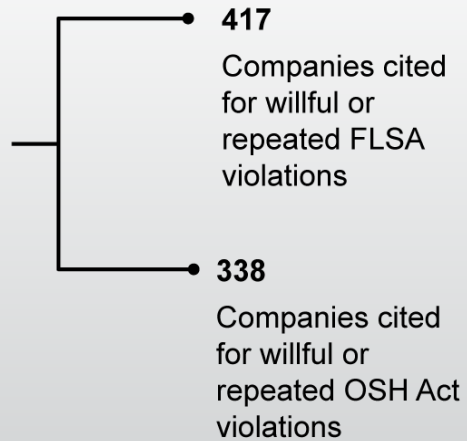 417
Companies cited
for willful or
repeated FLSA
violations
338
Companies cited
for willful or
repeated OSH Act
violations